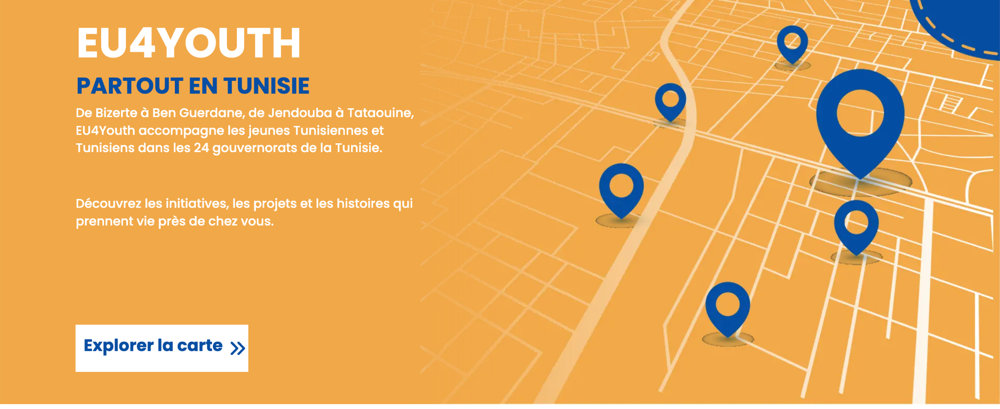 EU4YOUTH
PARTOUT EN TUNISIE
De Bizerte à Ben Guerdane, de Jendouba à Tataouine,
EU4Youth accompagne les jeunes Tunisiennes et
Tunisiens dans les 24 gouvernorats de la Tunisie.
Découvrez les initiatives, les projets et les histoires qui
prennent vie près de chez vous.
Explorer la carte